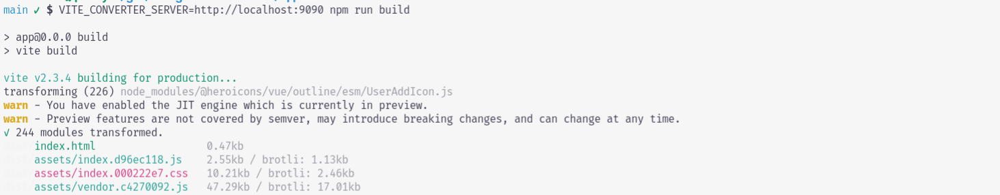 main ✓ $ VITE_CONVERTER_SERVER=http://localhost:9090 npm run build
> app@0.0.0 build
> vite build
vite v2.3.4 building for production...
transforming (226) node_modules/@heroicons/vue/outline/esm/UserAddIcon.js
warn - You have enabled the JIT engine which is currently in preview.
warn - Preview features are not covered by semver, may introduce breaking changes, and can change at any time.
✓ 244 modules transformed.
dist/index.html 0.47kb
dist/assets/index.d96ec118.js 2.55kb / brotli: 1.13kb
dist/assets/index.000222e7.css 10.21kb / brotli: 2.46kb
dist/assets/vendor.c4270092.js 47.29kb / brotli: 17.01kb